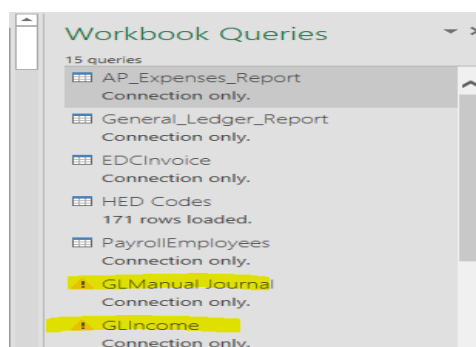 Workbook Queries
15 queries
AP_Expenses_Report
Connection only.
General_Ledger_Report
Connection only.
EDCInvoice
Connection only.
HED Codes
171 rows loaded.
PayrollEmployees
Connection only.
GLManual Journal
Connection only.
GLIncome
Connection only.